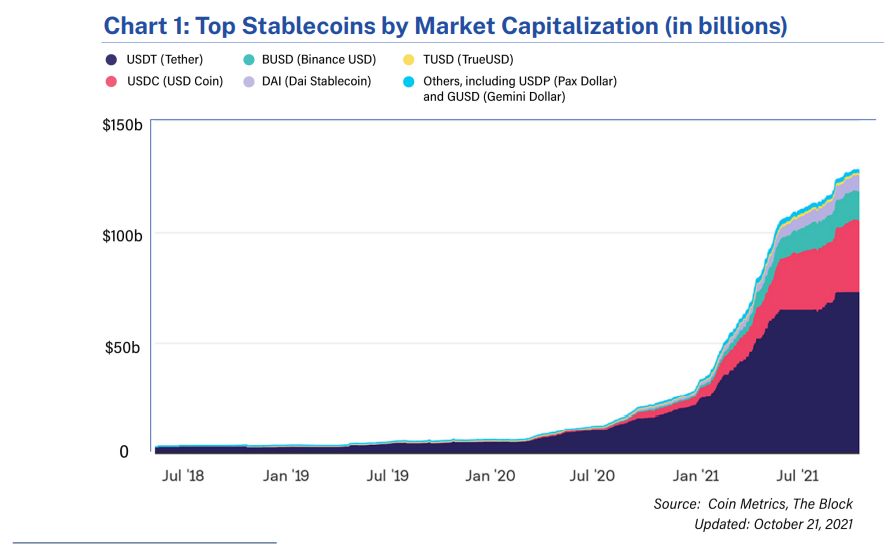 Chart 1: Top Stablecoins by Market Capitalization (in billions)
USDT (Tether)
BUSD (Binance USD)
TUSD (TrueUSD)
USDC (USD Coin)
DAI (Dai Stablecoin)
Others, including USDP (Pax Dollar)
and GUSD (Gemini Dollar)
$150b
$100b
$50b
0
Jul '18 Jan '19 Jul '19 Jan '20 Jul '20 Jan '21 Jul '21
Source: Coin Metrics, The Block
Updated: October 21, 2021